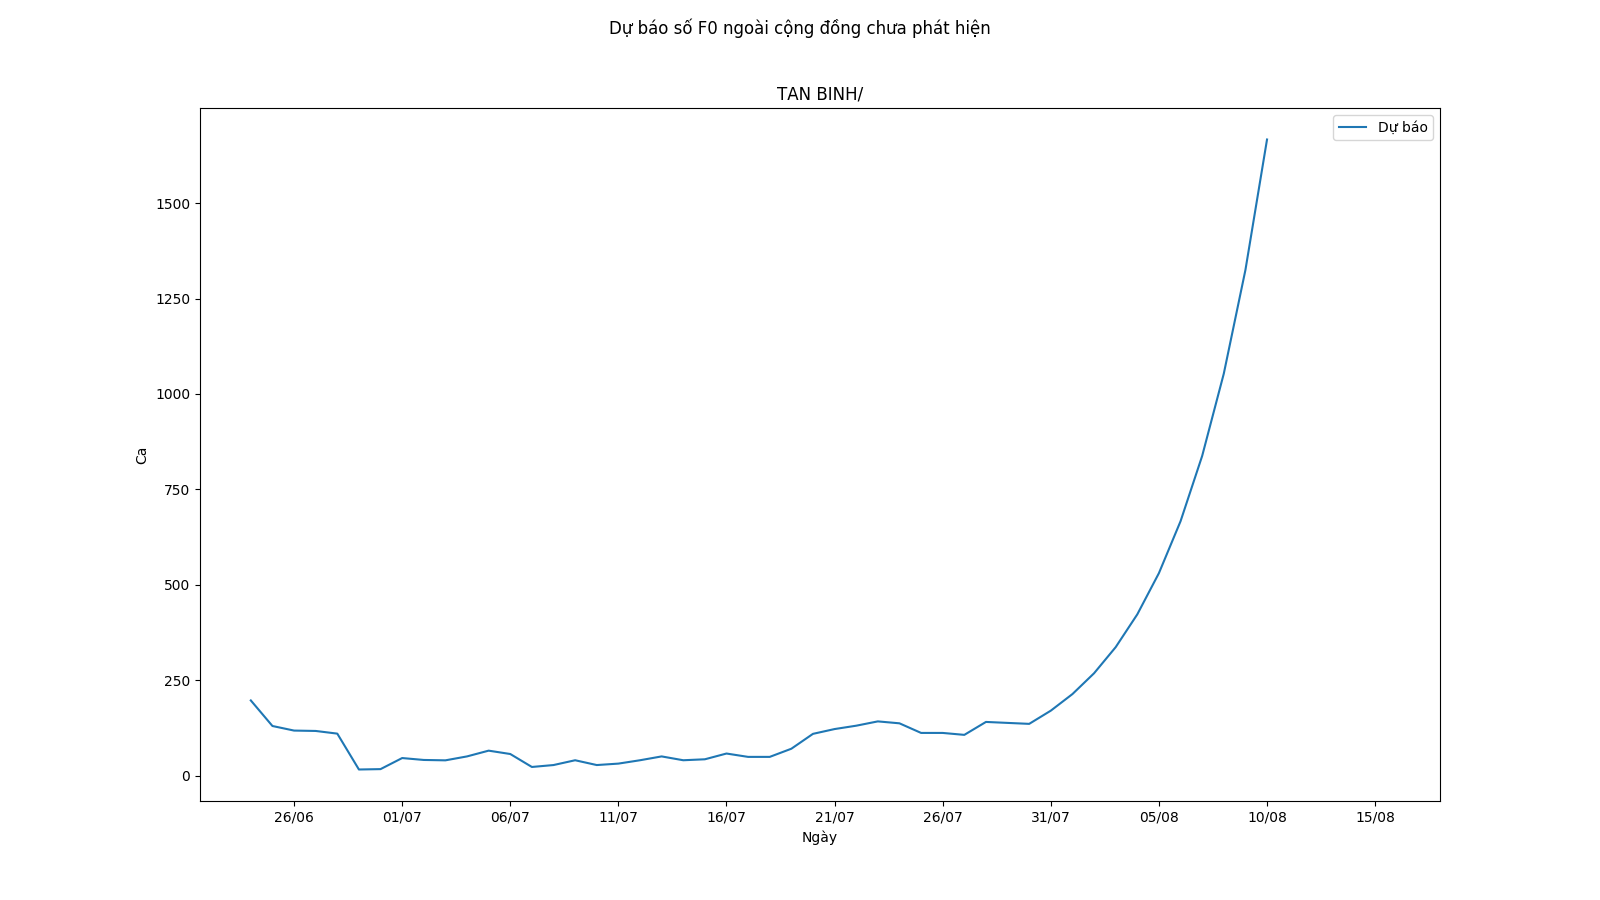 Dự báo số F0 ngoài cộng đồng chưa phát hiện
TAN BINH/
Dự báo
1500
1250
1000
750
500
250
0
Ca
26/06 01/07 06/07 11/07 16/07 21/07 26/07 31/07 05/08 10/08 15/08
Ngày